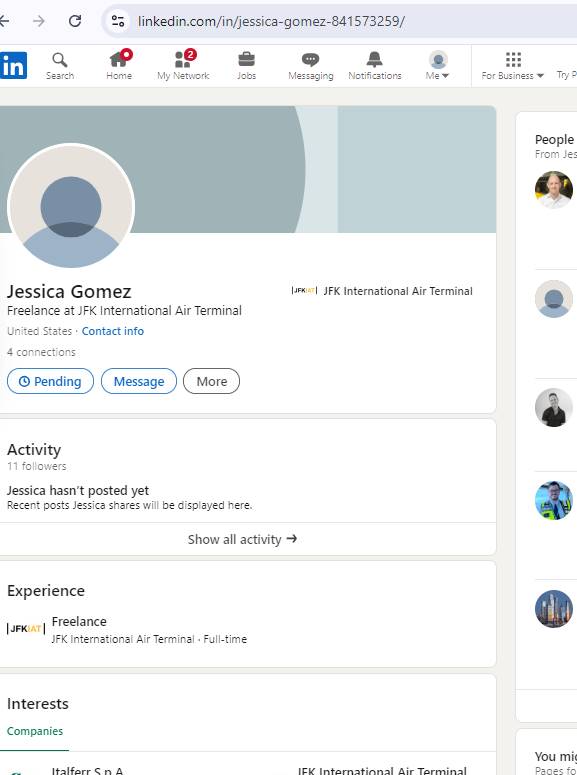 linkedin.com/in/jessica-gomez-841573259/
in
Search
Home
2
My Network
Jobs
Messaging
Notifications
Me
For Business
Try P
Jessica Gomez
Freelance at JFK International Air Terminal
United States · Contact info
4 connections
JFKIAT
JFK International Air Terminal
Pending
Message
More
Activity
11 followers
Jessica hasn't posted yet
Recent posts Jessica shares will be displayed here.
Show all activity →
Experience
JFKIAT
Freelance
JFK International Air Terminal · Full-time
Interests
Companies
Italferr S.p.A.
JFK International Air Terminal
People
From Jes
You mig
Pages fo